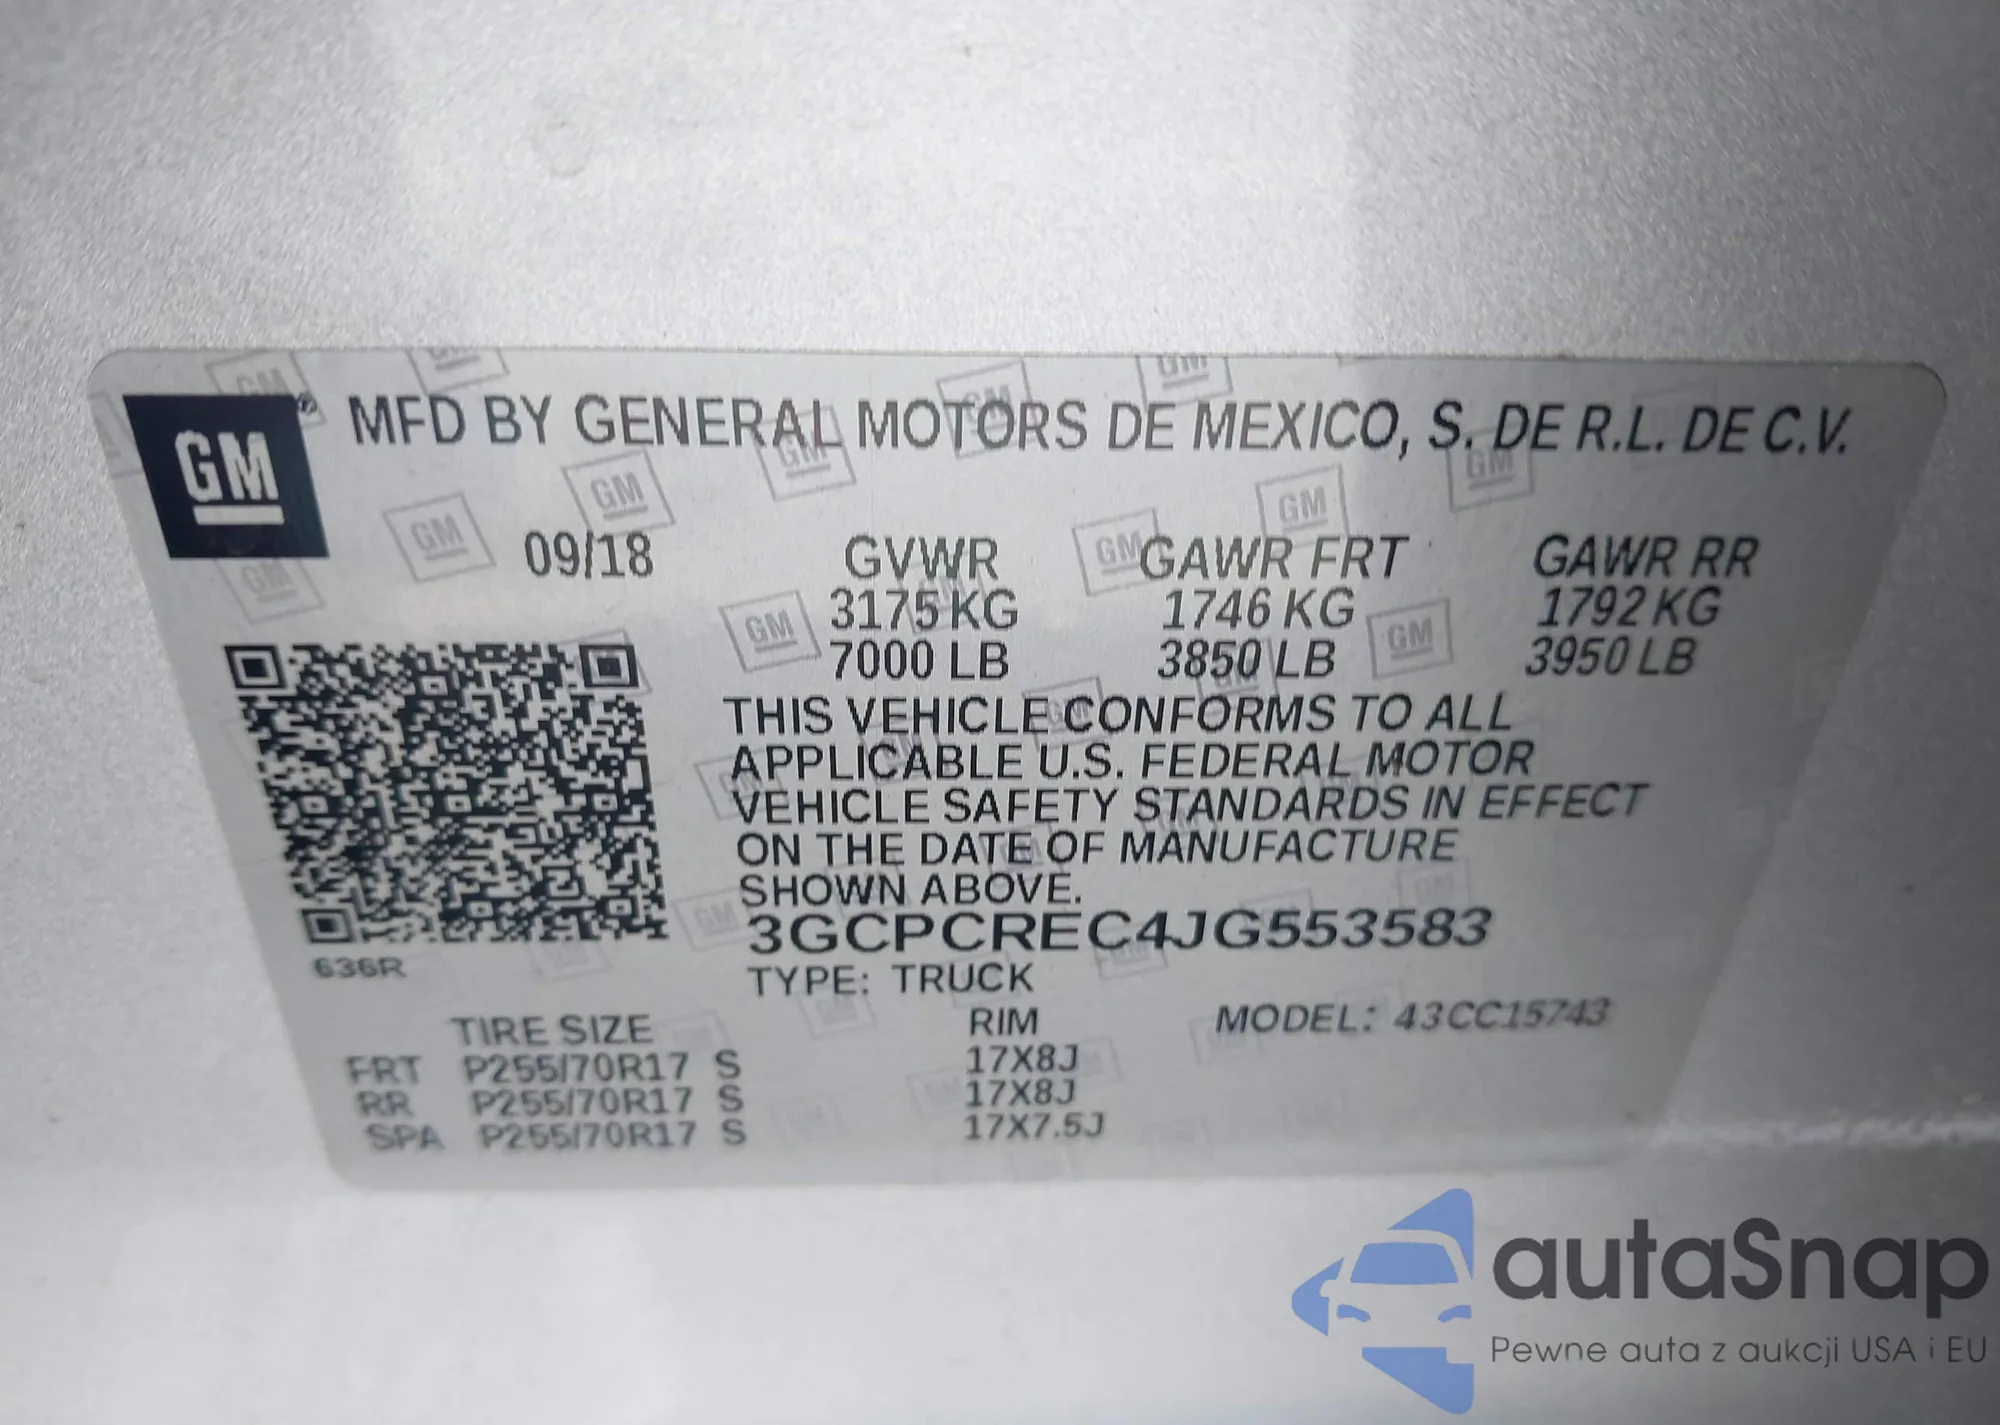 GM ® MFD BY GENERAL MOTORS DE MEXICO, S. DE R.L. DE C.V.
09/18 GVWR GAWR FRT GAWR RR
3175 KG 1746 KG 1792 KG
7000 LB 3850 LB 3950 LB
THIS VEHICLE CONFORMS TO ALL
APPLICABLE U.S. FEDERAL MOTOR
VEHICLE SAFETY STANDARDS IN EFFECT
ON THE DATE OF MANUFACTURE
SHOWN ABOVE.
3GCPCREC4JG553583
636R
TYPE: TRUCK
TIRE SIZE RIM MODEL: 43CC15743
FRT P255/70R17 S 17X8J
RR P255/70R17 S 17X8J
SPA P255/70R17 S 17X7.5J
autaSnap
Pewne auta z aukcji USA i EU